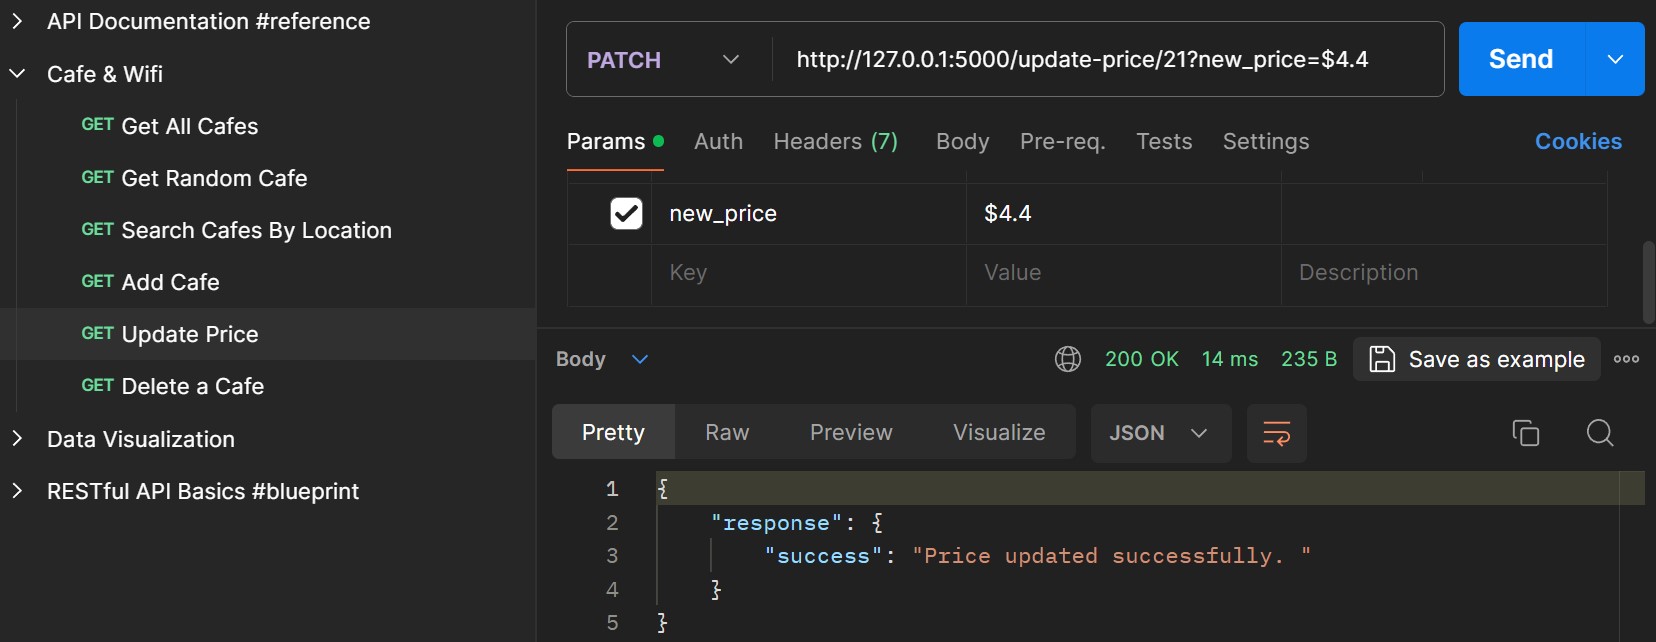 API Documentation #reference
Cafe & Wifi
GET Get All Cafes
GET Get Random Cafe
GET Search Cafes By Location
GET Add Cafe
GET Update Price
GET Delete a Cafe
Data Visualization
RESTful API Basics #blueprint
PATCH http://127.0.0.1:5000/update-price/21?new_price=$4.4 Send
Params Auth Headers (7) Body Pre-req. Tests Settings Cookies
new_price $4.4
Key Value Description
Body 200 OK 14 ms 235 B Save as example
Pretty Raw Preview Visualize JSON
1 {
2 "response": {
3 "success": "Price updated successfully. "
4 }
5 }